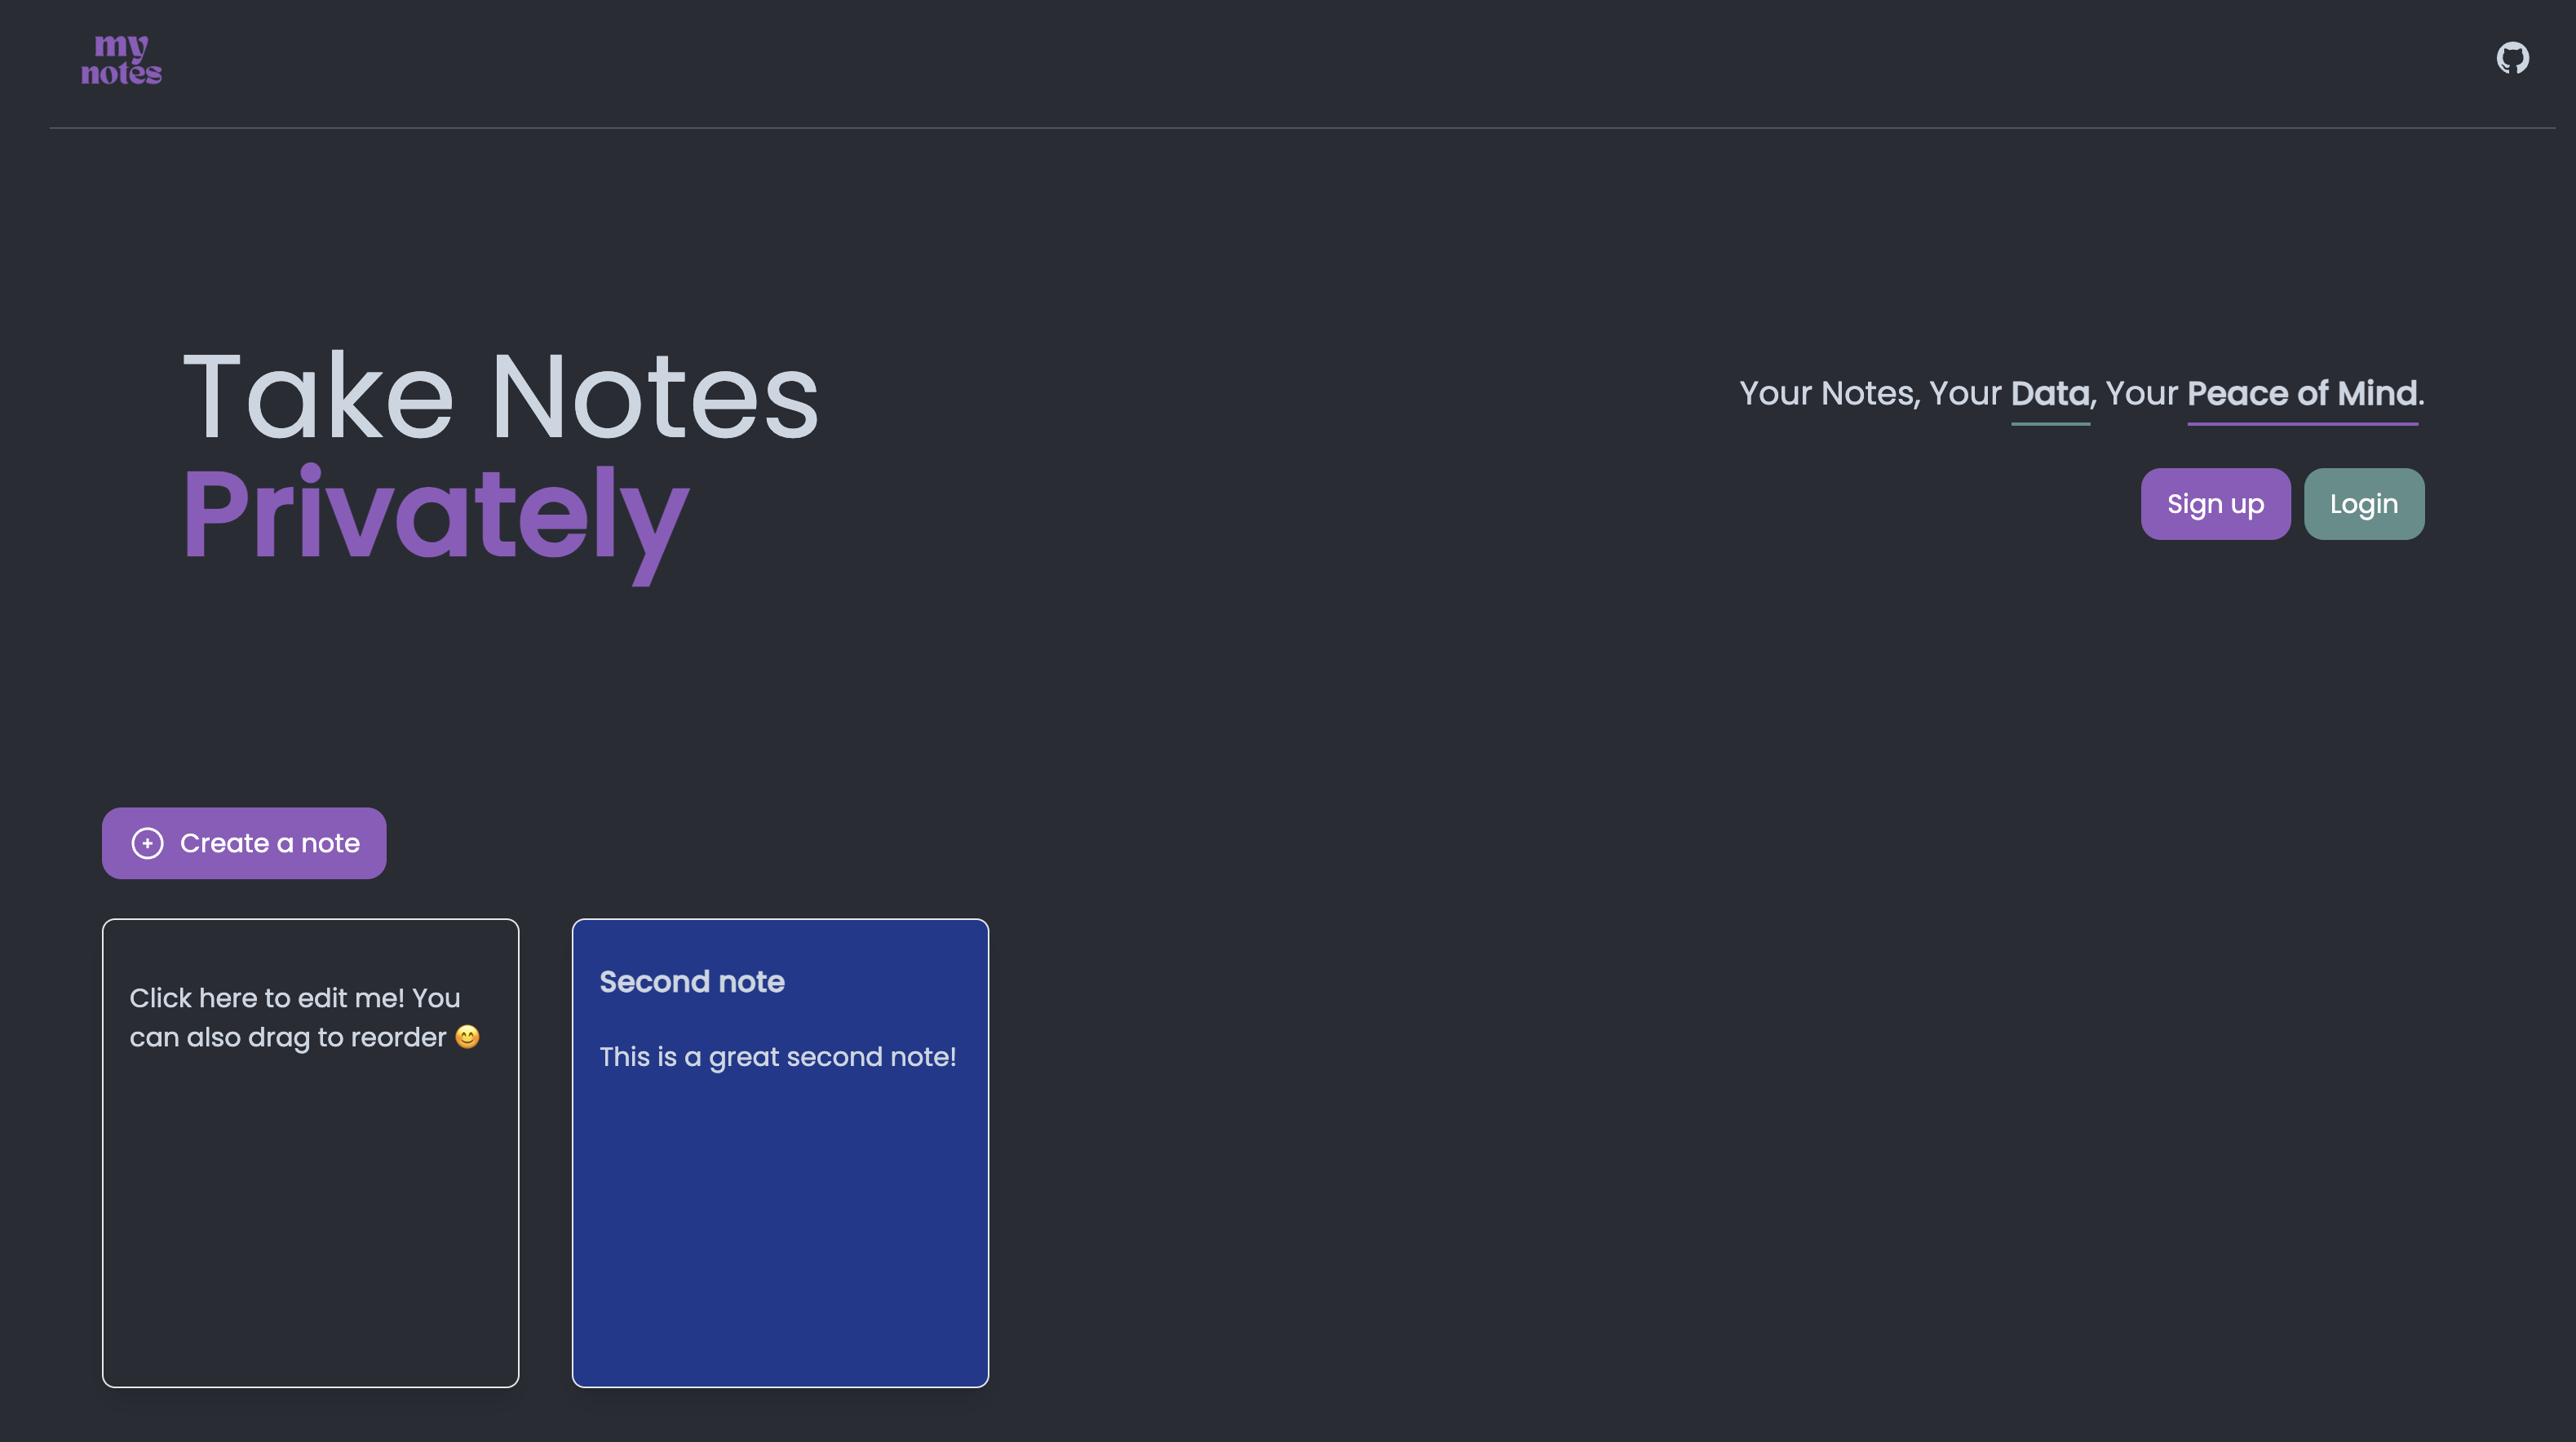 my
notes
Take Notes
Privately
Your Notes, Your Data, Your Peace of Mind.
Sign up
Login
Create a note
Click here to edit me! You
can also drag to reorder 😊
Second note
This is a great second note!